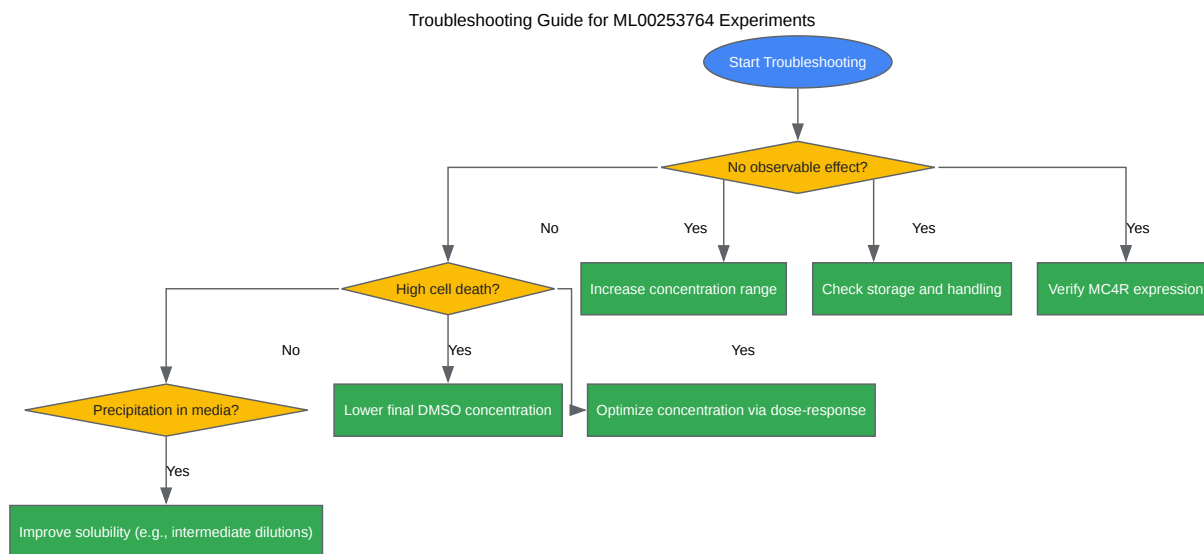 Troubleshooting Guide for ML00253764 Experiments
Start Troubleshooting
No observable effect?
No
Yes
Yes
Yes
High cell death?
Increase concentration range
Check storage and handling
Verify MC4R expression
No
Yes
Yes
Precipitation in media?
Lower final DMSO concentration
Optimize concentration via dose-response
Yes
Improve solubility (e.g., intermediate dilutions)